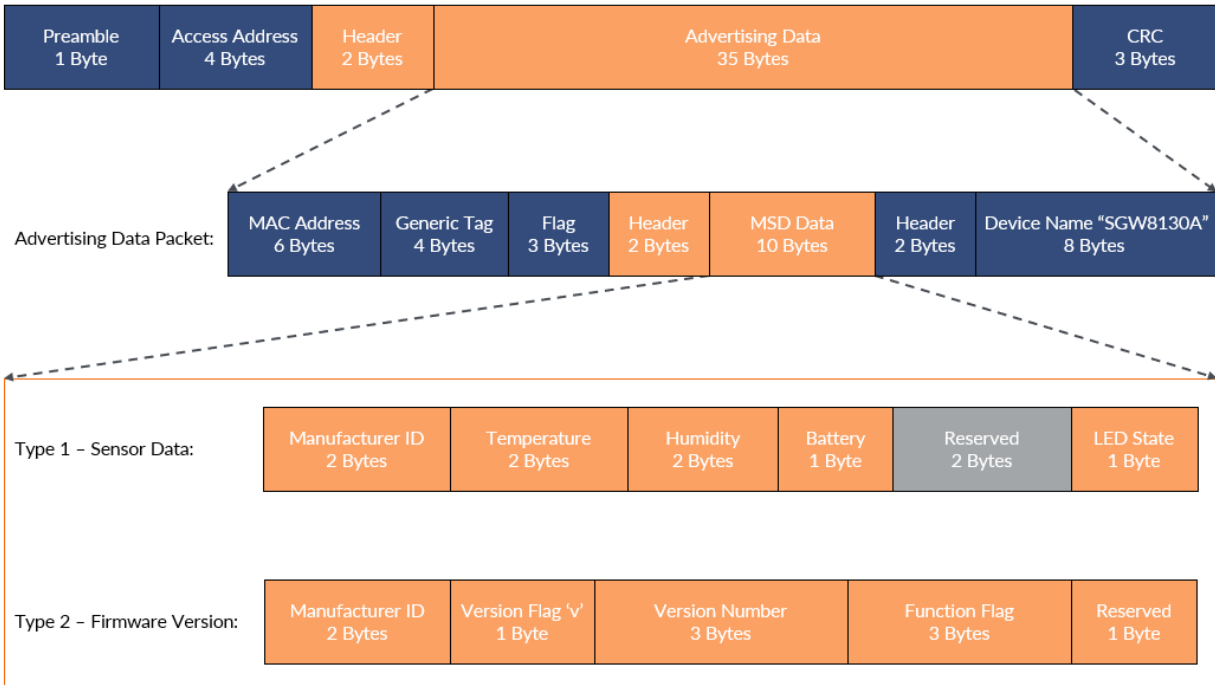 Preamble
1 Byte
Access Address
4 Bytes
Header
2 Bytes
Advertising Data
35 Bytes
CRC
3 Bytes
Advertising Data Packet:
MAC Address
6 Bytes
Generic Tag
4 Bytes
Flag
3 Bytes
Header
2 Bytes
MSD Data
10 Bytes
Header
2 Bytes
Device Name “SGW8130A”
8 Bytes
Type 1 – Sensor Data:
Manufacturer ID
2 Bytes
Temperature
2 Bytes
Humidity
2 Bytes
Battery
1 Byte
Reserved
2 Bytes
LED State
1 Byte
Type 2 – Firmware Version:
Manufacturer ID
2 Bytes
Version Flag ‘v’
1 Byte
Version Number
3 Bytes
Function Flag
3 Bytes
Reserved
1 Byte